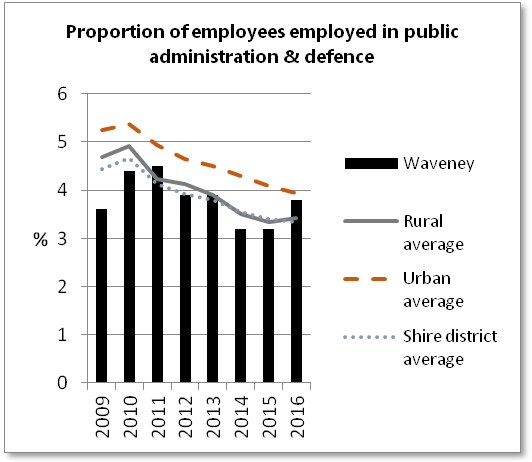 Proportion of employees employed in public
administration & defence
6
5
4
3
2
1
0
%
2009
2010
2011
2012
2013
2014
2015
2016
Waveney
Rural
average
Urban
average
Shire district
average